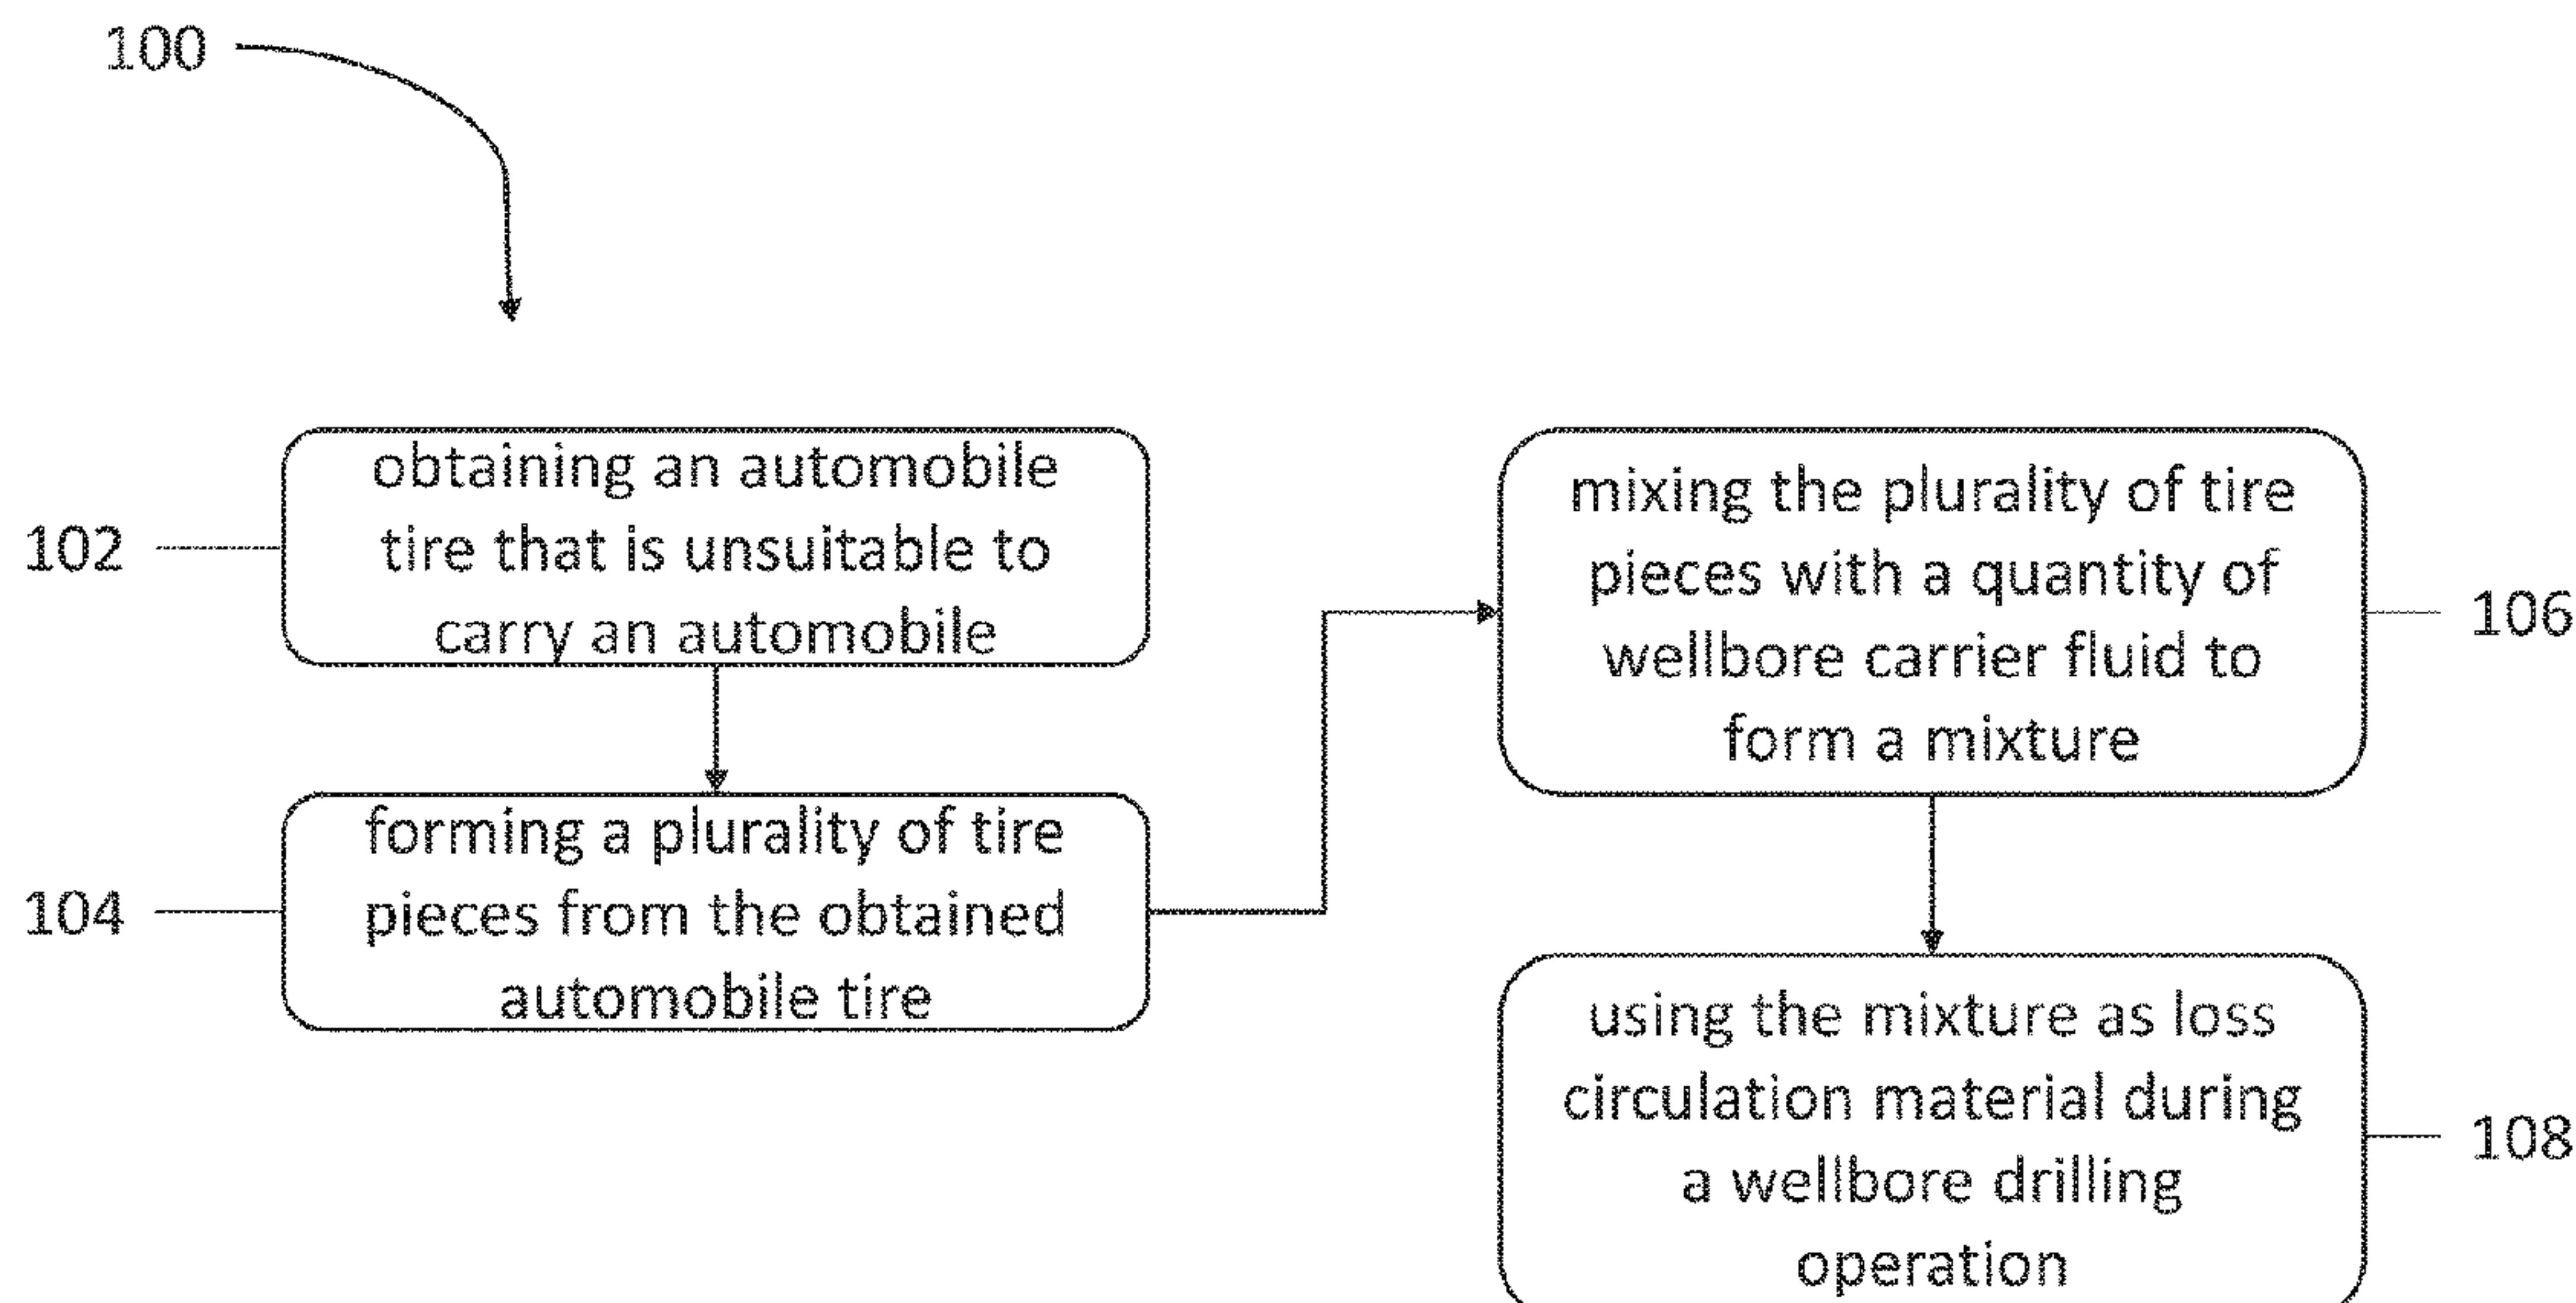 100
102
obtaining an automobile
tire that is unsuitable to
carry an automobile
104
forming a plurality of tire
pieces from the obtained
automobile tire
mixing the plurality of tire
pieces with a quantity of
wellbore carrier fluid to
form a mixture
106
using the mixture as loss
circulation material during
a wellbore drilling
operation
108